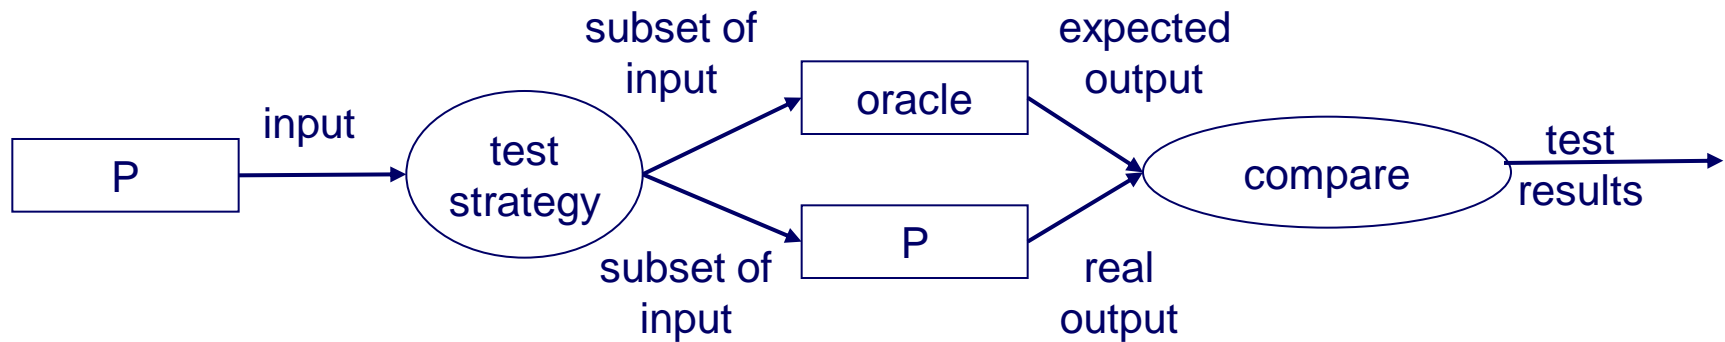 P
input
test
strategy
subset of
input
subset of
input
oracle
P
expected
output
real
output
compare
test
results